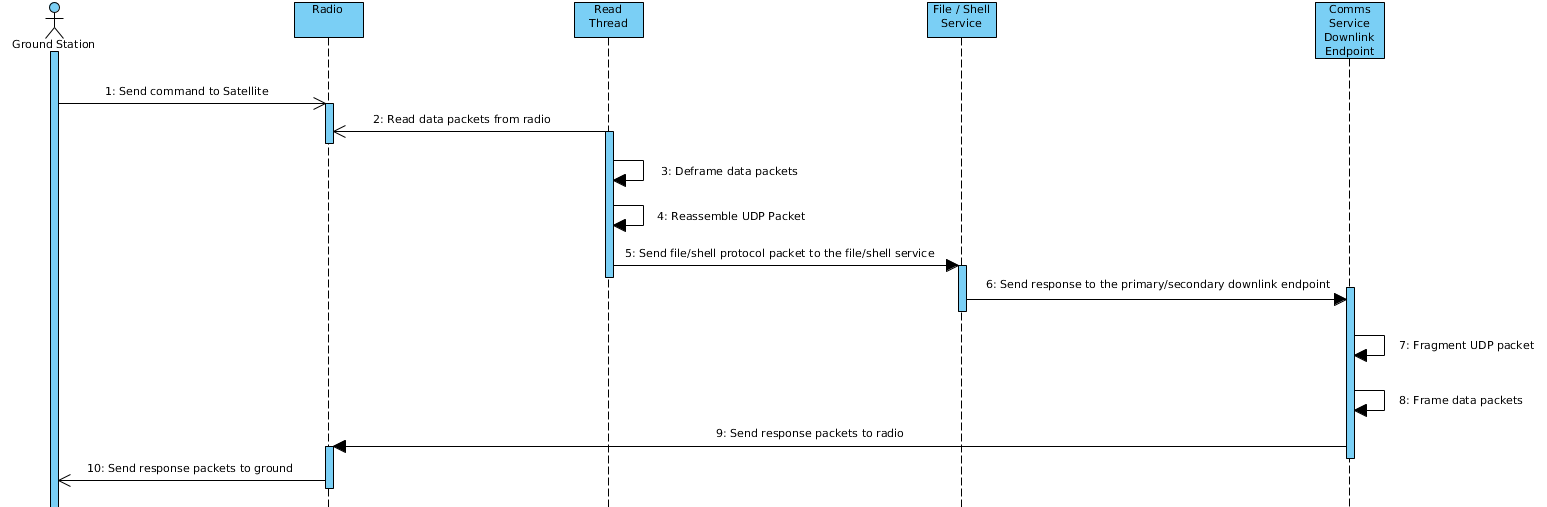 Ground Station
Radio
Read
Thread
File / Shell
Service
Comms
Service
Downlink
Endpoint
1: Send command to Satellite
2: Read data packets from radio
3: Deframe data packets
4: Reassemble UDP Packet
5: Send file/shell protocol packet to the file/shell service
6: Send response to the primary/secondary downlink endpoint
7: Fragment UDP packet
8: Frame data packets
9: Send response packets to radio
10: Send response packets to ground